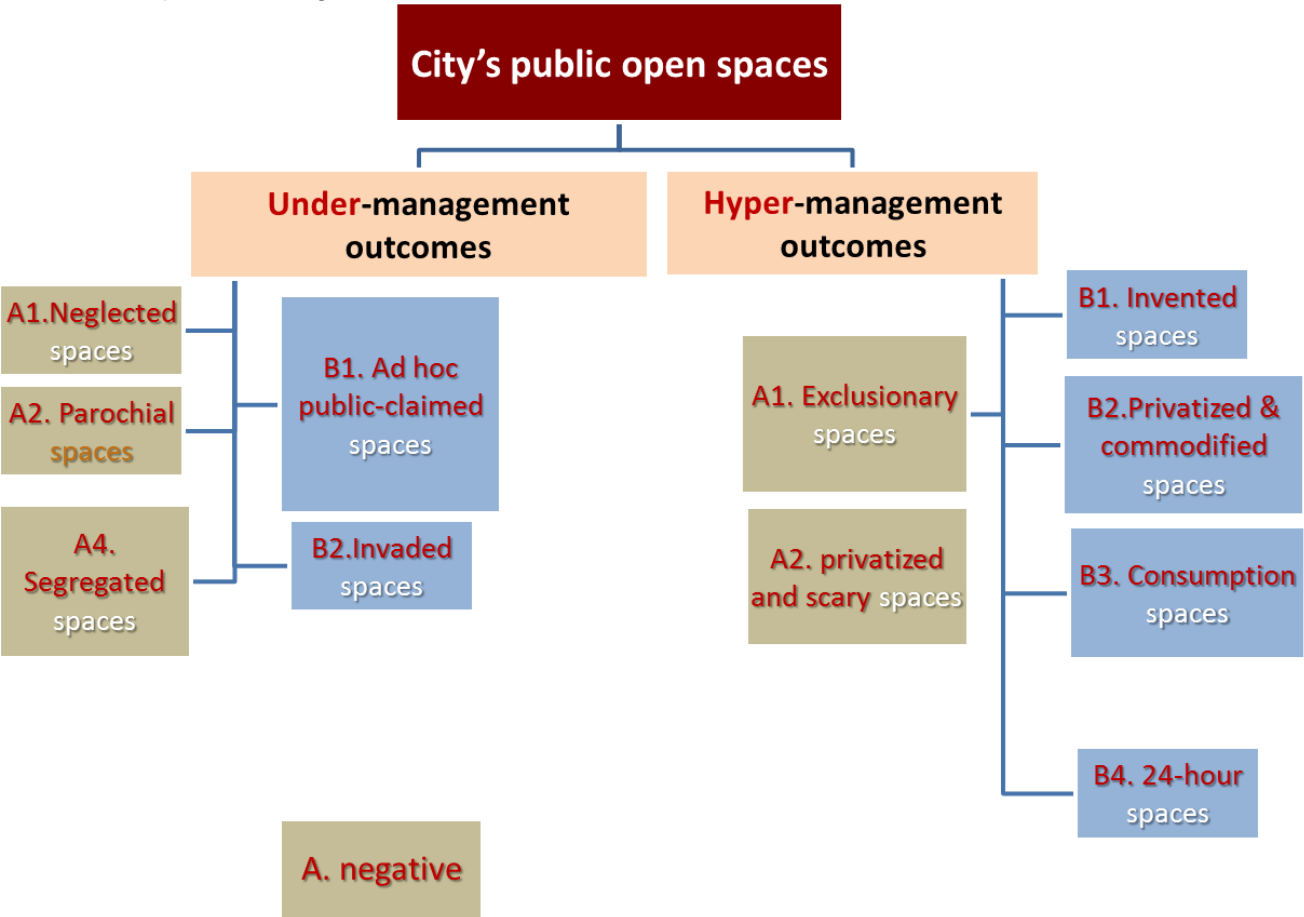 City's public open spaces
Under-management
outcomes
Hyper-management
outcomes
A1.Neglected
spaces
A2. Parochial
spaces
A4.
Segregated
spaces
B1. Ad hoc
public-claimed
spaces
B2.Invaded
spaces
A1. Exclusionary
spaces
A2. privatized
and scary spaces
B1. Invented
spaces
B2.Privatized &
commodified
spaces
B3. Consumption
spaces
B4. 24-hour
spaces
A. negative